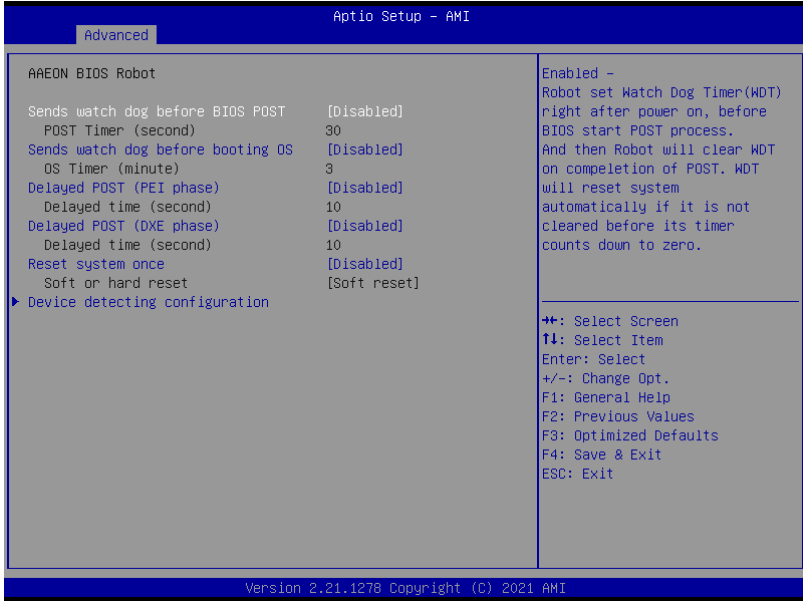 Aptio Setup – AMI
Advanced
AAEON BIOS Robot
Sends watch dog before BIOS POST [Disabled]
POST Timer (second) 30
Sends watch dog before booting OS [Disabled]
OS Timer (minute) 3
Delayed POST (PEI phase) [Disabled]
Delayed time (second) 10
Delayed POST (DXE phase) [Disabled]
Delayed time (second) 10
Reset system once [Disabled]
Soft or hard reset [Soft reset]
Device detecting configuration
Enabled –
Robot set Watch Dog Timer(WDT)
right after power on, before
BIOS start POST process.
And then Robot will clear WDT
on compeletion of POST. WDT
will reset system
automatically if it is not
cleared before its timer
counts down to zero.
→←: Select Screen
↑↓: Select Item
Enter: Select
+/-: Change Opt.
F1: General Help
F2: Previous Values
F3: Optimized Defaults
F4: Save & Exit
ESC: Exit
Version 2.21.1278 Copyright (C) 2021 AMI